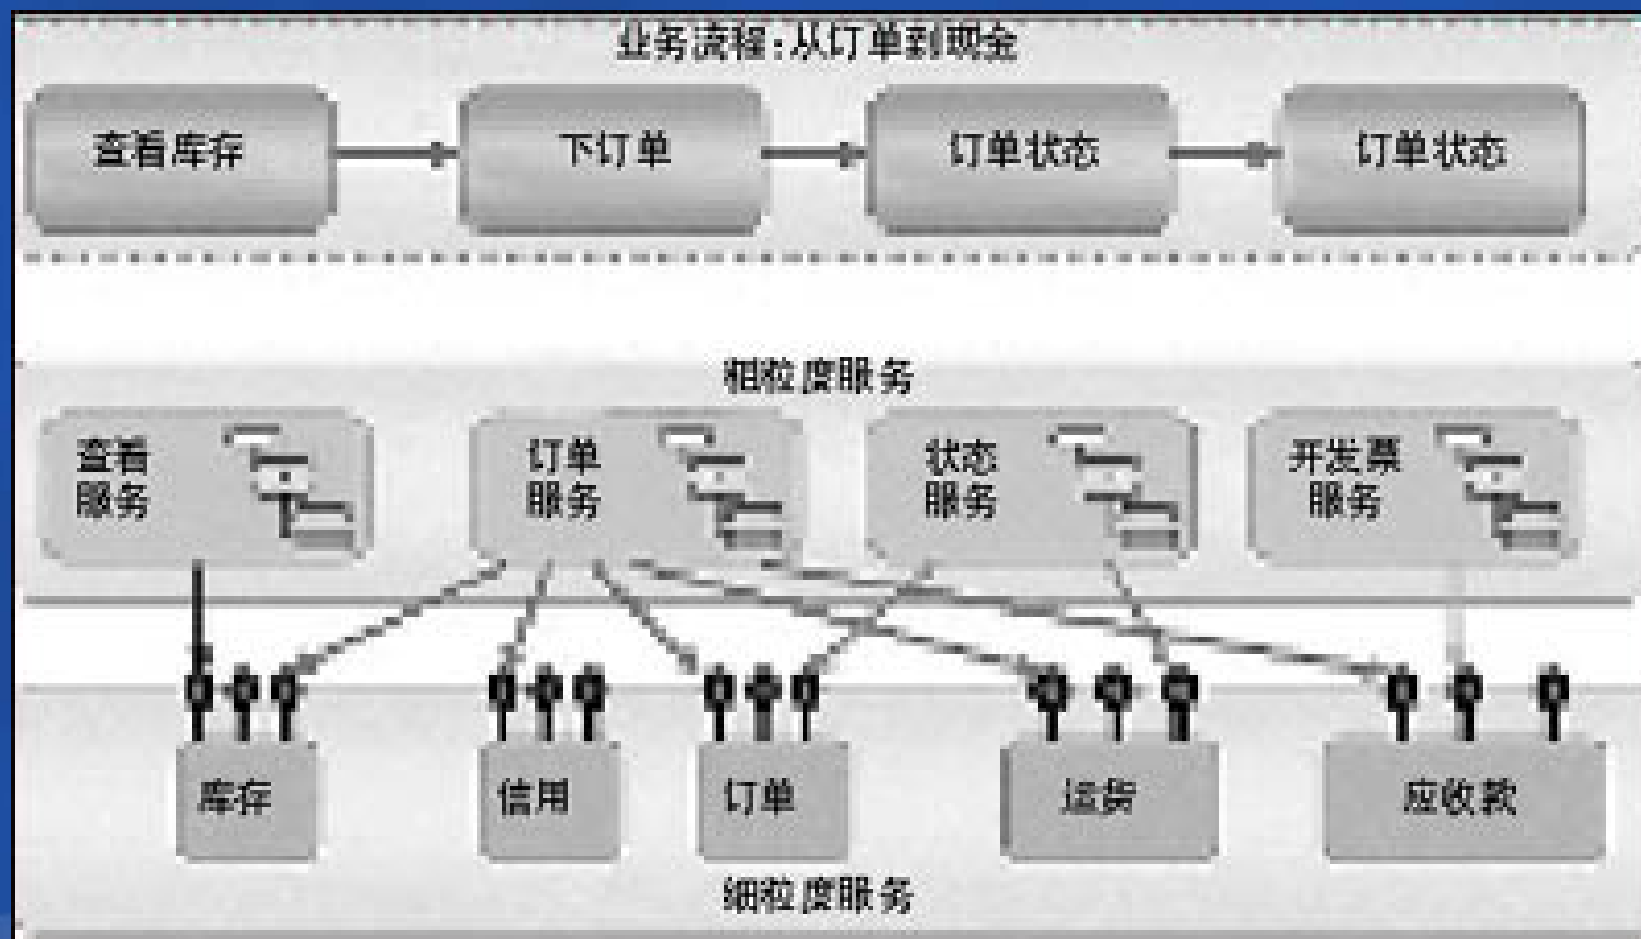 业务流程:从订单到现金
查看库存
下订单
订单状态
订单状态
粗粒度服务
查看
服务
订单
服务
状态
服务
开发票
服务
库存
信用
订单
运货
应收款
细粒度服务